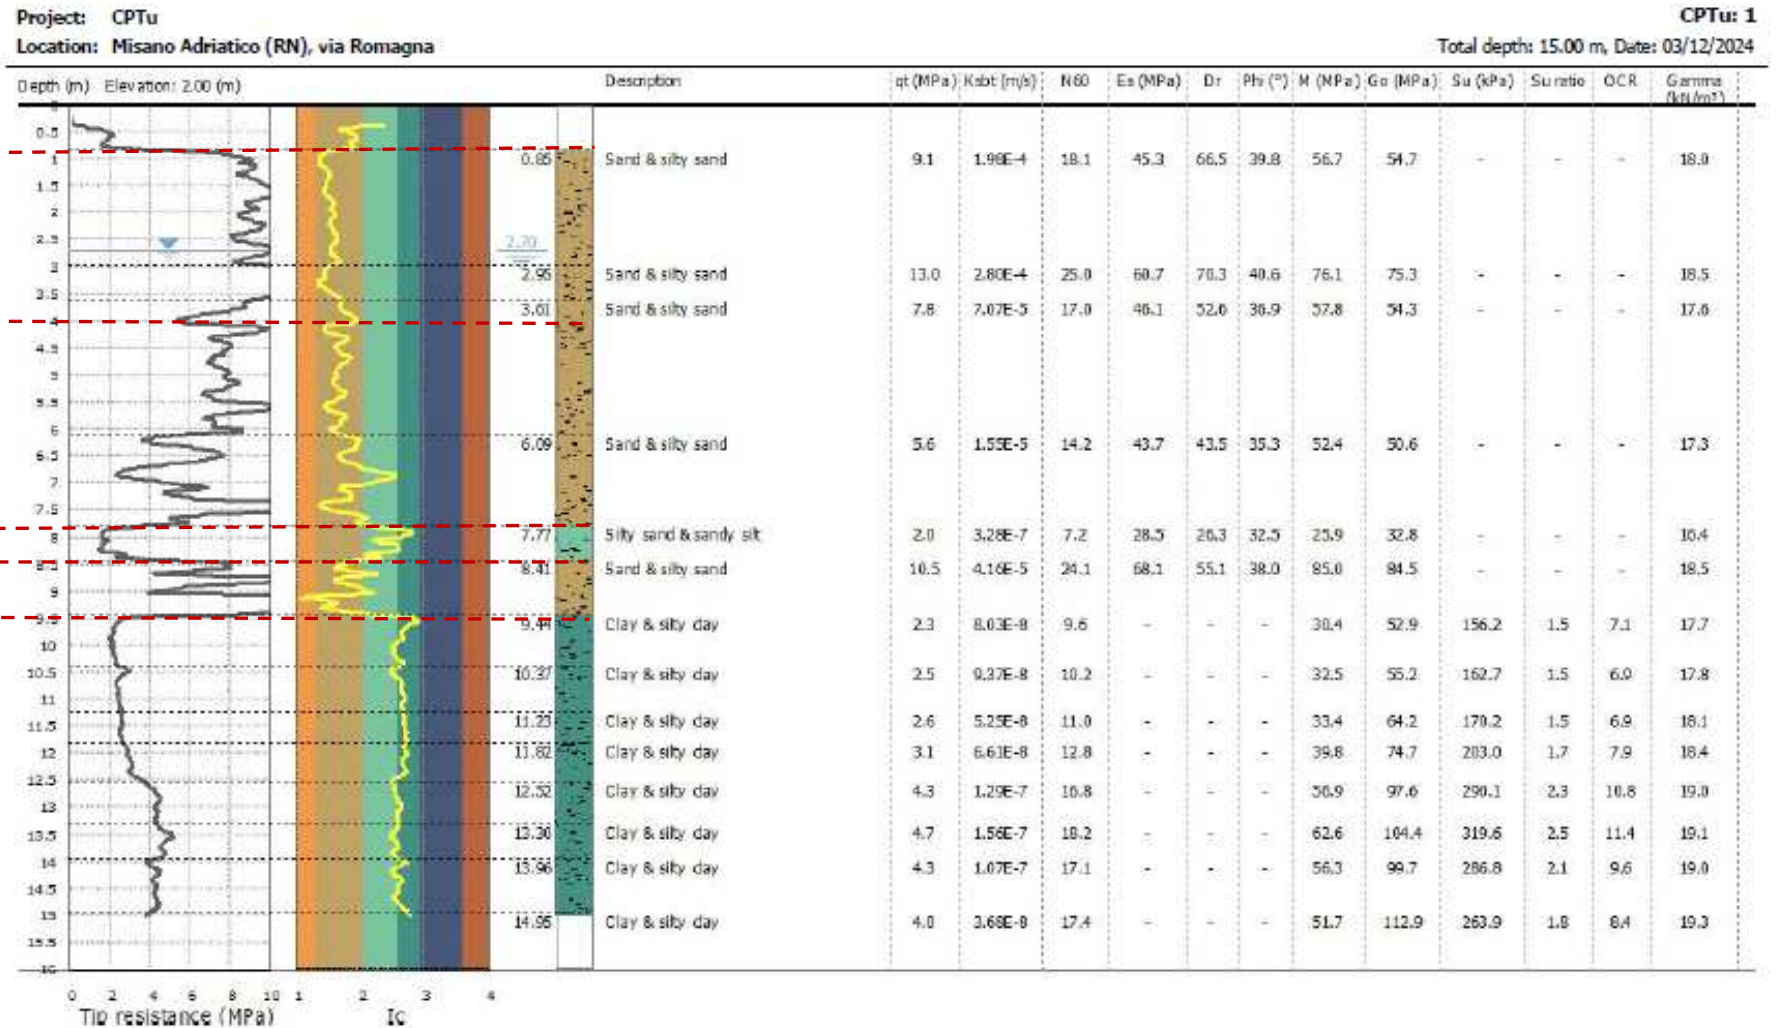 Project: CPTu CPTu: 1
Location: Misano Adriatico (RN), via Romagna Total depth: 15.00 m, Date: 03/12/2024
Depth (m) Elevation: 2.00 (m) Description qt (MPa) Ksbt (m/s) N60 Es (MPa) Dr Phi (°) M (MPa) Go (MPa) Su (kPa) Su ratio OCR Gamma (kN/m³)
0.5
0.85 Sand & silty sand 9.1 1.98E-4 18.1 45.3 66.5 39.8 56.7 54.7 - - - 18.0
1
1.5
2
2.5
2.70
3
2.95 Sand & silty sand 13.0 2.80E-4 25.0 60.7 70.3 40.6 76.1 75.3 - - - 18.5
3.5
3.61 Sand & silty sand 7.8 7.07E-5 17.0 46.1 52.6 36.9 57.8 54.3 - - - 17.6
4
4.5
5
5.5
6
6.09 Sand & silty sand 5.6 1.55E-5 14.2 43.7 43.5 35.3 52.4 50.6 - - - 17.3
6.5
7
7.5
7.77 Silty sand & sandy silt 2.0 3.28E-7 7.2 28.5 26.3 32.5 25.9 32.8 - - - 16.4
8
8.5
8.41 Sand & silty sand 10.5 4.16E-5 24.1 68.1 55.1 38.0 85.0 84.5 - - - 18.5
9
9.5
9.44 Clay & silty clay 2.3 8.03E-8 9.6 - - - 30.4 52.9 156.2 1.5 7.1 17.7
10
10.5
10.37 Clay & silty clay 2.5 9.37E-8 10.2 - - - 32.5 55.2 162.7 1.5 6.9 17.8
11
11.5
11.23 Clay & silty clay 2.6 5.25E-8 11.0 - - - 33.4 64.2 170.2 1.5 6.9 18.1
12
11.82 Clay & silty clay 3.1 6.61E-8 12.8 - - - 39.8 74.7 203.0 1.7 7.9 18.4
12.5
12.52 Clay & silty clay 4.3 1.29E-7 16.8 - - - 56.9 97.6 290.1 2.3 10.8 19.0
13
13.5
13.30 Clay & silty clay 4.7 1.56E-7 18.2 - - - 62.6 104.4 319.6 2.5 11.4 19.1
14
13.96 Clay & silty clay 4.3 1.07E-7 17.1 - - - 56.3 99.7 286.8 2.1 9.6 19.0
14.5
15
14.95 Clay & silty clay 4.0 3.68E-8 17.4 - - - 51.7 112.9 263.9 1.8 8.4 19.3
15.5
16
0 2 4 6 8 10 1 2 3 4
Tip resistance (MPa) Ic